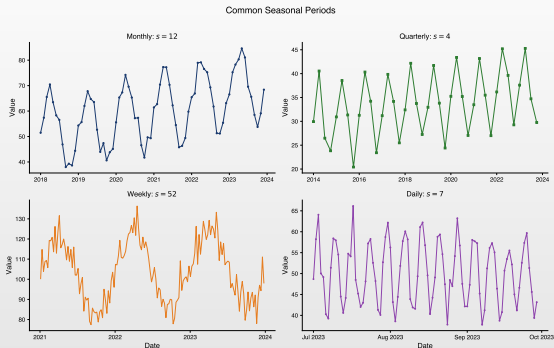 Common Seasonal Periods
Monthly: s = 12
Quarterly: s = 4
Value
80
70
60
50
40
2018
2019
2020
2021
2022
2023
2024
Value
45
40
35
30
25
20
2014
2016
2018
2020
2022
2024
Weekly: s = 52
Daily: s = 7
Value
130
120
110
100
90
80
2021
2022
2023
2024
Date
Value
65
60
55
50
45
40
Jul 2023
Aug 2023
Sep 2023
Oct 2023
Date